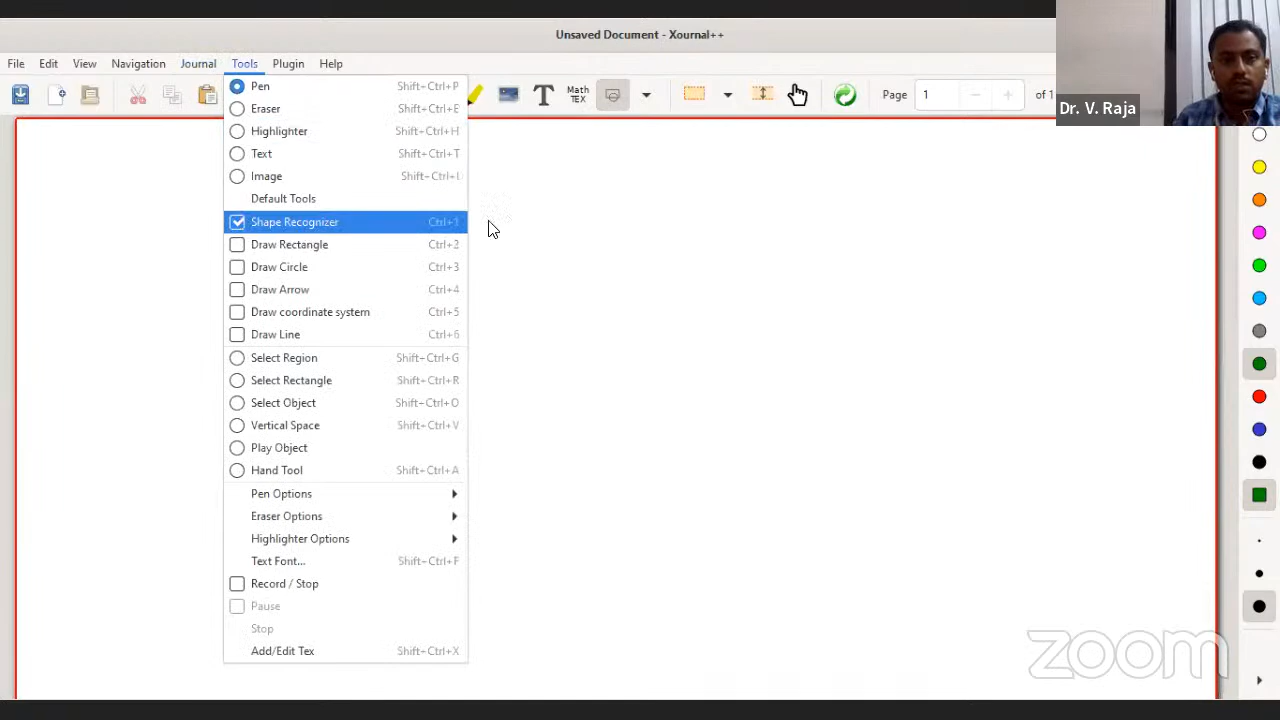 Unsaved Document - Xournal++
File Edit View Navigation Journal Tools Plugin Help
T Math TEX Page 1 of 1
Dr. V. Raja
Pen Shift+Ctrl+P
Eraser Shift+Ctrl+E
Highlighter Shift+Ctrl+H
Text Shift+Ctrl+T
Image Shift+Ctrl+I
Default Tools
Shape Recognizer Ctrl+1
Draw Rectangle Ctrl+2
Draw Circle Ctrl+3
Draw Arrow Ctrl+4
Draw coordinate system Ctrl+5
Draw Line Ctrl+6
Select Region Shift+Ctrl+G
Select Rectangle Shift+Ctrl+R
Select Object Shift+Ctrl+O
Vertical Space Shift+Ctrl+V
Play Object
Hand Tool Shift+Ctrl+A
Pen Options
Eraser Options
Highlighter Options
Text Font... Shift+Ctrl+F
Record / Stop
Pause
Stop
Add/Edit Tex Shift+Ctrl+X
zoom